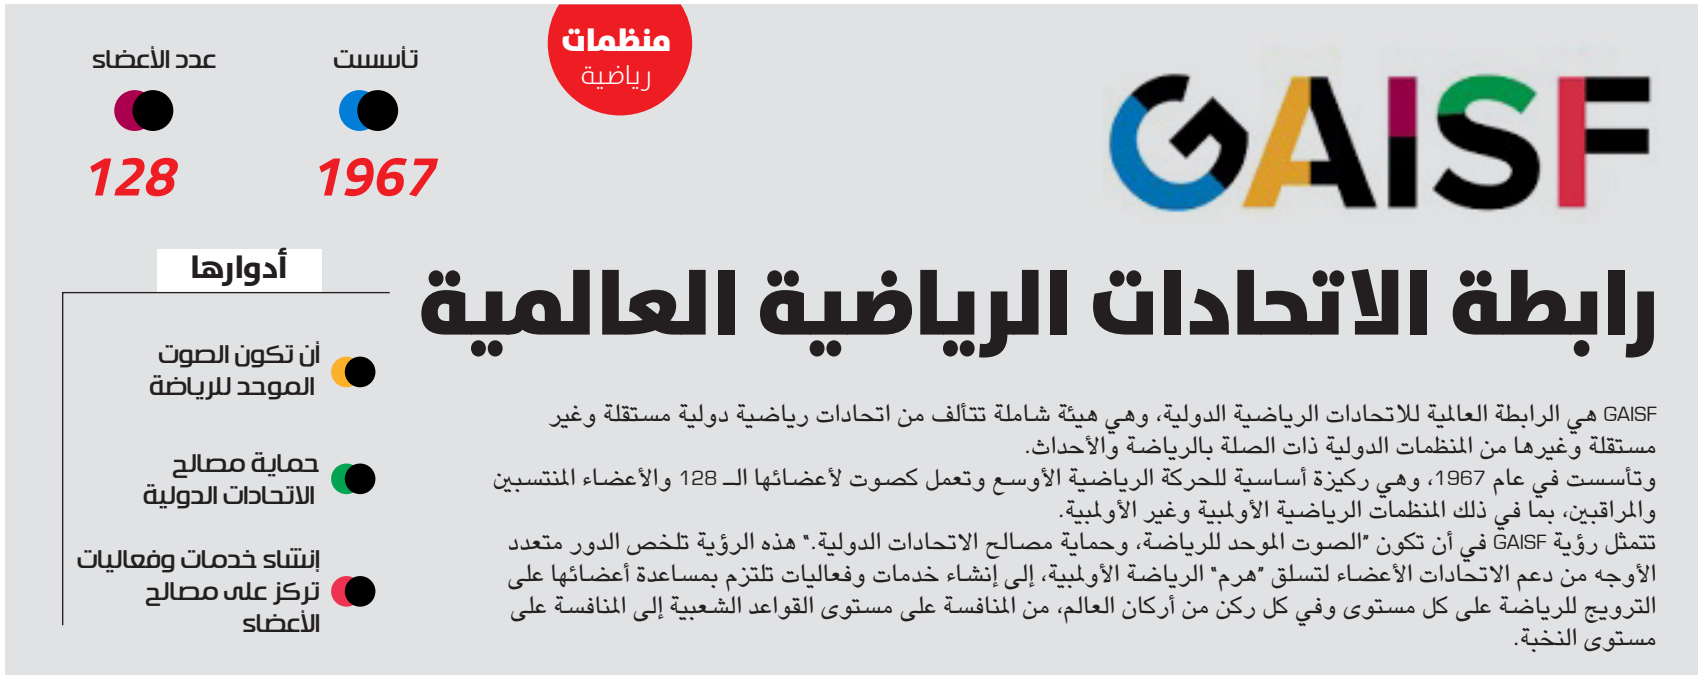 GAISF
منظمات
رياضية
تأسست
1967
عدد الأعضاء
128
رابطة الاتحادات الرياضية العالمية
GAISF هي الرابطة العالمية للاتحادات الرياضية الدولية، وهي هيئة شاملة تتألف من اتحادات رياضية دولية مستقلة وغير
مستقلة وغيرها من المنظمات الدولية ذات الصلة بالرياضة والأحداث.
وتأسست في عام 1967، وهي ركيزة أساسية للحركة الرياضية الأوسع وتعمل كصوت لأعضائها الـ 128 والأعضاء المنتسبين
والمراقبين، بما في ذلك المنظمات الرياضية الأولمبية وغير الأولمبية.
تتمثل رؤية GAISF في أن تكون "الصوت الموحد للرياضة، وحماية مصالح الاتحادات الدولية." هذه الرؤية تلخص الدور متعدد
الأوجه من دعم الاتحادات الأعضاء لتسلق "هرم" الرياضة الأولمبية، إلى إنشاء خدمات وفعاليات تلتزم بمساعدة أعضائها على
الترويج للرياضة على كل مستوى وفي كل ركن من أركان العالم، من المنافسة على مستوى القواعد الشعبية إلى المنافسة على
مستوى النخبة.
أدوارها
أن تكون الصوت
الموحد للرياضة
حماية مصالح
الاتحادات الدولية
إنشاء خدمات وفعاليات
تركز على مصالح
الأعضاء